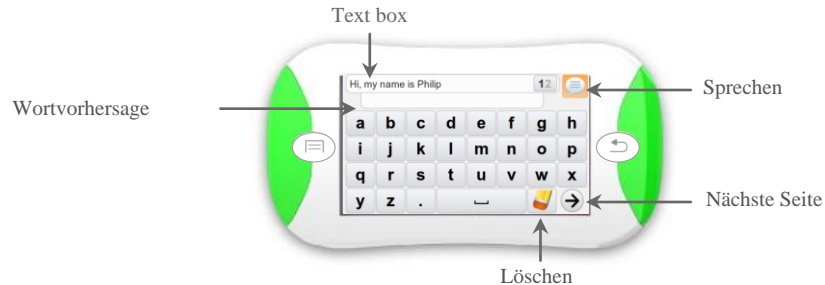 Text box
Hi, my name is Philip 12
Sprechen
Wortvorhersage
a b c d e f g h
i j k l m n o p
q r s t u v w x
y z .
Nächste Seite
Löschen